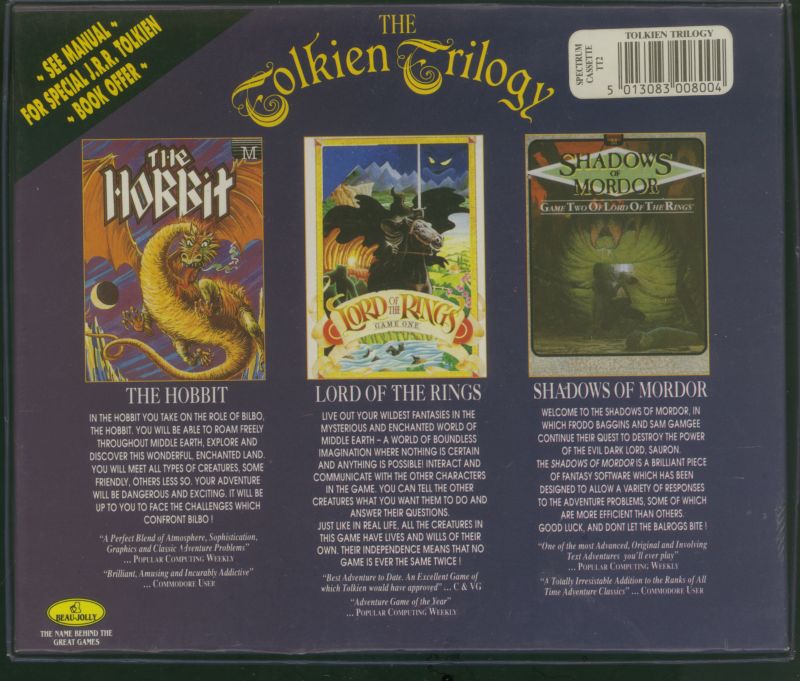 ~ SEE MANUAL ~
FOR SPECIAL J.R.R. TOLKIEN
~ BOOK OFFER ~
THE
Tolkien Trilogy
SPECTRUM
CASSETTE
TT2
TOLKIEN TRILOGY
5 013083 008004
THE
HOBBIT
M
LORD OF THE RINGS
GAME ONE
SHADOWS
OF
MORDOR
GAME TWO OF LORD OF THE RINGS
THE HOBBIT
IN THE HOBBIT YOU TAKE ON THE ROLE OF BILBO,
THE HOBBIT. YOU WILL BE ABLE TO ROAM FREELY
THROUGHOUT MIDDLE EARTH, EXPLORE AND
DISCOVER THIS WONDERFUL, ENCHANTED LAND.
YOU WILL MEET ALL TYPES OF CREATURES, SOME
FRIENDLY, OTHERS LESS SO. YOUR ADVENTURE
WILL BE DANGEROUS AND EXCITING. IT WILL BE
UP TO YOU TO FACE THE CHALLENGES WHICH
CONFRONT BILBO !
"A Perfect Blend of Atmosphere, Sophistication,
Graphics and Classic Adventure Problems"
... POPULAR COMPUTING WEEKLY
"Brilliant, Amusing and Incurably Addictive"
... COMMODORE USER
LORD OF THE RINGS
LIVE OUT YOUR WILDEST FANTASIES IN THE
MYSTERIOUS AND ENCHANTED WORLD OF
MIDDLE EARTH - A WORLD OF BOUNDLESS
IMAGINATION WHERE NOTHING IS CERTAIN
AND ANYTHING IS POSSIBLE! INTERACT AND
COMMUNICATE WITH THE OTHER CHARACTERS
IN THE GAME. YOU CAN TELL THE OTHER
CREATURES WHAT YOU WANT THEM TO DO AND
ANSWER THEIR QUESTIONS.
JUST LIKE IN REAL LIFE, ALL THE CREATURES IN
THIS GAME HAVE LIVES AND WILLS OF THEIR
OWN. THEIR INDEPENDENCE MEANS THAT NO
GAME IS EVER THE SAME TWICE !
"Best Adventure to Date. An Excellent Game of
which Tolkien would have approved" ... C & VG
"Adventure Game of the Year"
... POPULAR COMPUTING WEEKLY
SHADOWS OF MORDOR
WELCOME TO THE SHADOWS OF MORDOR, IN
WHICH FRODO BAGGINS AND SAM GAMGEE
CONTINUE THEIR QUEST TO DESTROY THE POWER
OF THE EVIL DARK LORD, SAURON.
THE SHADOWS OF MORDOR IS A BRILLIANT PIECE
OF FANTASY SOFTWARE WHICH HAS BEEN
DESIGNED TO ALLOW A VARIETY OF RESPONSES
TO THE ADVENTURE PROBLEMS, SOME OF WHICH
ARE MORE EFFICIENT THAN OTHERS.
GOOD LUCK, AND DONT LET THE BALROGS BITE !
"One of the most Advanced, Original and Involving
Text Adventures you'll ever play"
... POPULAR COMPUTING WEEKLY
"A Totally Irresistable Addition to the Ranks of All
Time Adventure Classics" ... COMMODORE USER
BEAU-JOLLY
THE NAME BEHIND THE
GREAT GAMES